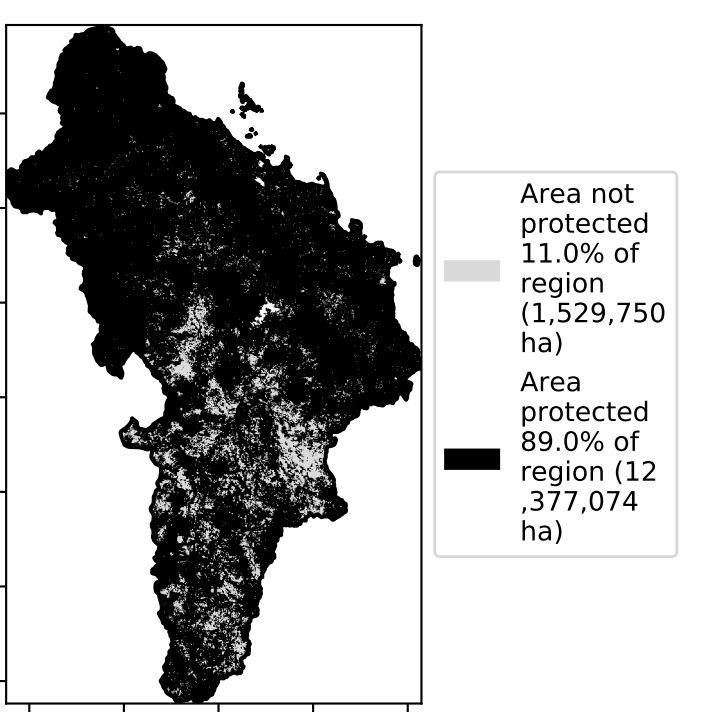 Area not
protected
11.0% of
region
(1,529,750
ha)
Area
protected
89.0% of
region (12
,377,074
ha)